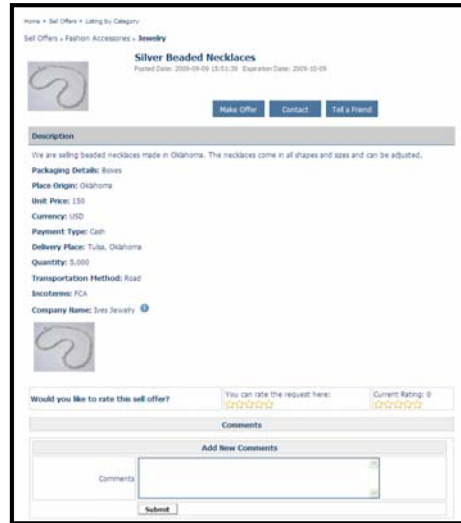 Home • Sell Offers • Listing by Category
Sell Offers » Fashion Accessories » Jewelry
Silver Beaded Necklaces
Posted Date: 2009-09-09 15:51:39 Expiration Date: 2009-10-09
Make Offer Contact Tell a Friend
Description
We are selling beaded necklaces made in Oklahoma. The necklaces come in all shapes and sizes and can be adjusted.
Packaging Details: Boxes
Place Origin: Oklahoma
Unit Price: 150
Currency: USD
Payment Type: Cash
Delivery Place: Tulsa, Oklahoma
Quantity: 5,000
Transportation Method: Road
Incoterms: FCA
Company Name: Ives Jewelry
Would you like to rate this sell offer? You can rate the request here: Current Rating: 0
Comments
Add New Comments
Comments
Submit